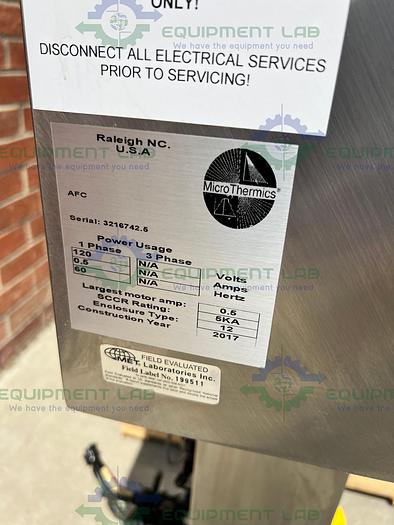 ONLY!
DISCONNECT ALL ELECTRICAL SERVICES
PRIOR TO SERVICING!
Raleigh NC.
U.S.A
MicroThermics®
AFC
Serial: 3216742.5
Power Usage
1 Phase 3 Phase
120 N/A Volts
0.5 N/A Amps
60 N/A Hertz
Largest motor amp: 0.5
SCCR Rating: 5KA
Enclosure Type: 12
Construction Year 2017
FIELD EVALUATED
MET. Laboratories Inc.
Field Label No. 199511
EQUIPMENT LAB
We have the equipment you need